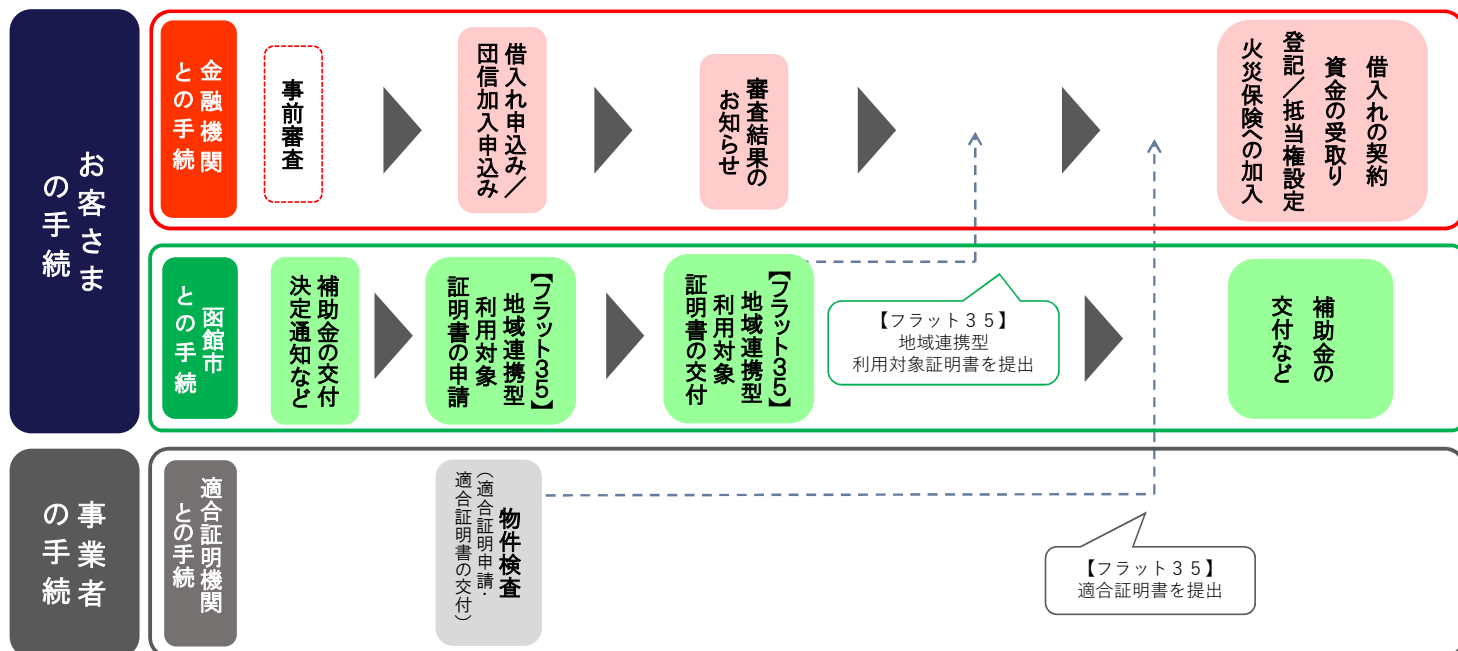 お客さま
の手続
金融機関
との手続
事前審査
借入れ申込み／
団信加入申込み
審査結果の
お知らせ
借入れの契約
資金の受取り
登記／抵当権設定
火災保険への加入
函館市
との手続
補助金の交付
決定通知など
【フラット３５】
地域連携型
利用対象
証明書の申請
【フラット３５】
地域連携型
利用対象
証明書の交付
【フラット３５】
地域連携型
利用対象証明書を提出
補助金の
交付など
事業者
の手続
適合証明機関
との手続
物件検査
（適合証明申請・
適合証明書の交付）
【フラット３５】
適合証明書を提出